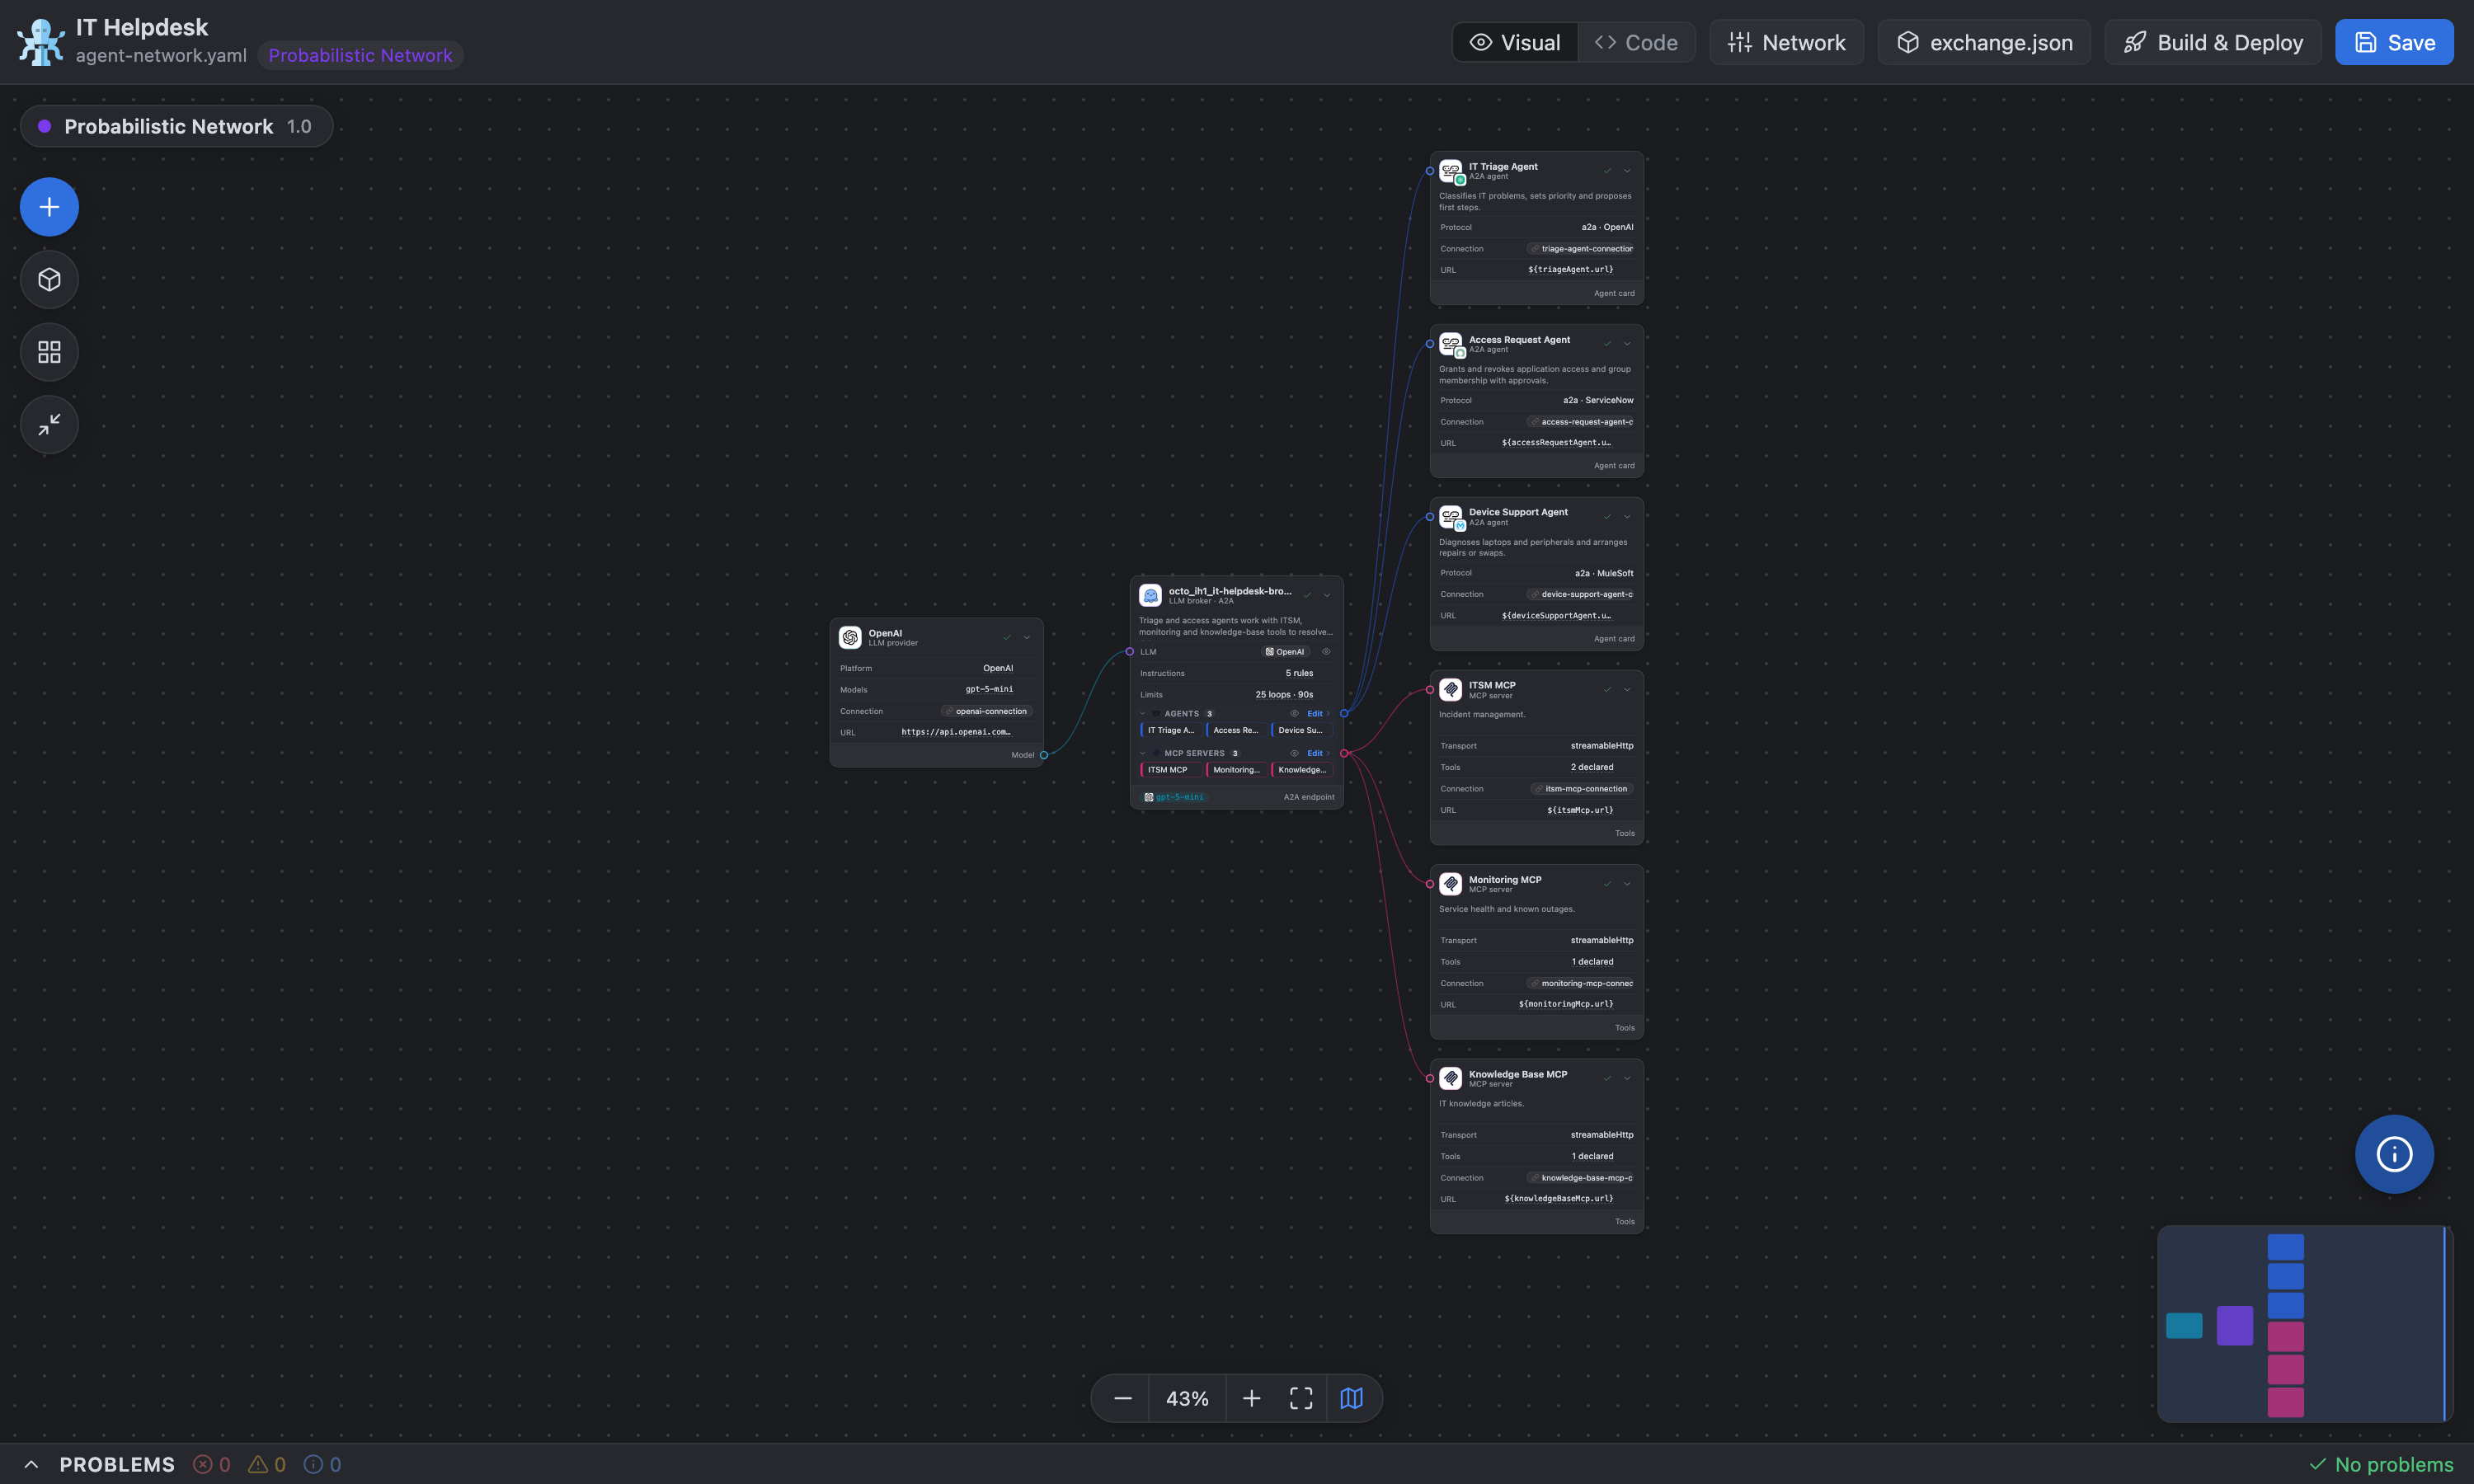 IT Helpdesk
agent-network.yaml
Probabilistic Network
Visual
Code
Network
exchange.json
Build & Deploy
Save
Probabilistic Network 1.0
IT Triage Agent
A2A agent
Classifies IT problems, sets priority and proposes
first steps.
Protocol a2a · OpenAI
Connection triage-agent-connection
URL ${triageAgent.url}
Agent card
Access Request Agent
A2A agent
Grants and revokes application access and group
membership with approvals.
Protocol a2a · ServiceNow
Connection access-request-agent-c
URL ${accessRequestAgent.u…
Agent card
Device Support Agent
A2A agent
Diagnoses laptops and peripherals and arranges
repairs or swaps.
Protocol a2a · MuleSoft
Connection device-support-agent-c
URL ${deviceSupportAgent.u…
Agent card
OpenAI
LLM provider
Platform OpenAI
Models gpt-5-mini
Connection openai-connection
URL https://api.openai.com…
Model
octo_ih1_it-helpdesk-bro...
LLM broker · A2A
Triage and access agents work with ITSM,
monitoring and knowledge-base tools to resolve...
LLM OpenAI
Instructions 5 rules
Limits 25 loops · 90s
AGENTS 3 Edit
IT Triage A... Access Re... Device Su...
MCP SERVERS 3 Edit
ITSM MCP Monitoring... Knowledge...
gpt-5-mini A2A endpoint
ITSM MCP
MCP server
Incident management.
Transport streamableHttp
Tools 2 declared
Connection itsm-mcp-connection
URL ${itsmMcp.url}
Tools
Monitoring MCP
MCP server
Service health and known outages.
Transport streamableHttp
Tools 1 declared
Connection monitoring-mcp-connec
URL ${monitoringMcp.url}
Tools
Knowledge Base MCP
MCP server
IT knowledge articles.
Transport streamableHttp
Tools 1 declared
Connection knowledge-base-mcp-c
URL ${knowledgeBaseMcp.url}
Tools
43%
PROBLEMS 0 0 0
No problems